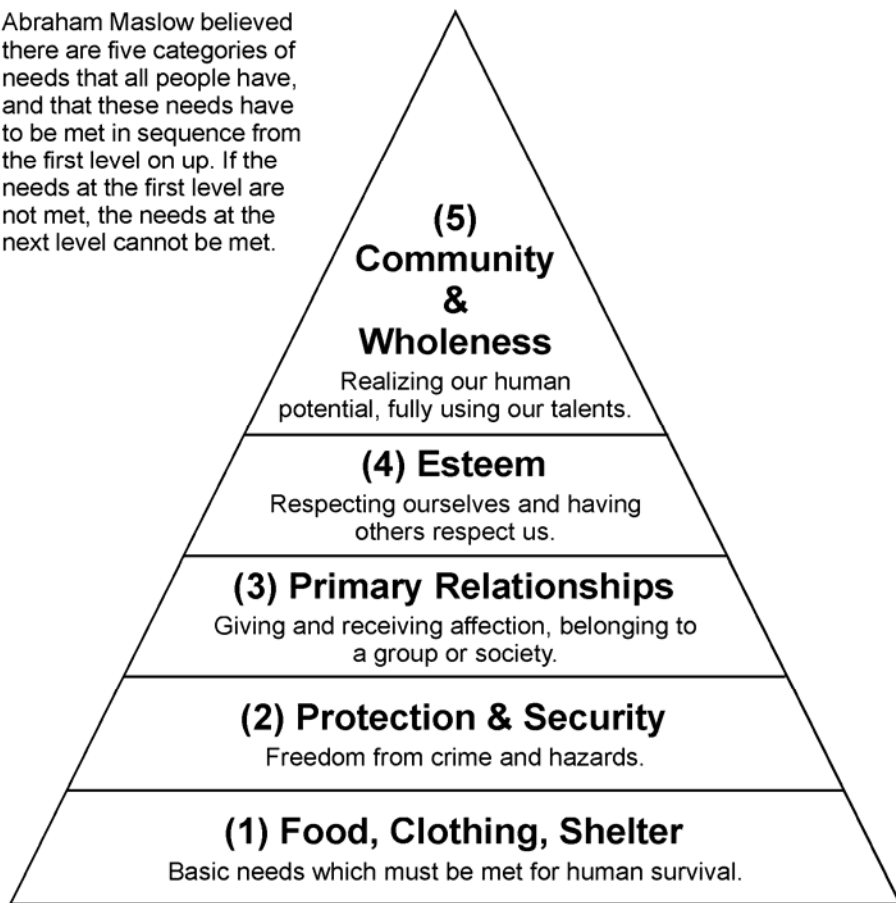 Abraham Maslow believed
there are five categories of
needs that all people have,
and that these needs have
to be met in sequence from
the first level on up. If the
needs at the first level are
not met, the needs at the
next level cannot be met.
(5)
Community
&
Wholeness
Realizing our human
potential, fully using our talents.
(4) Esteem
Respecting ourselves and having
others respect us.
(3) Primary Relationships
Giving and receiving affection, belonging to
a group or society.
(2) Protection & Security
Freedom from crime and hazards.
(1) Food, Clothing, Shelter
Basic needs which must be met for human survival.